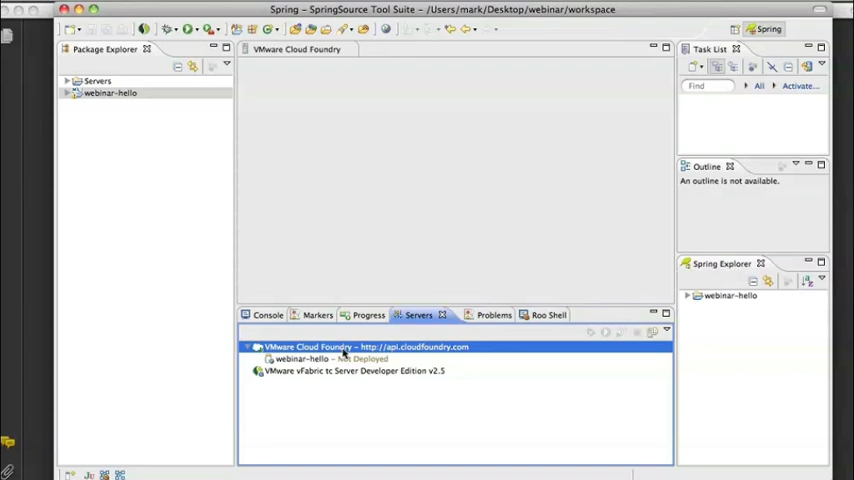 Spring - SpringSource Tool Suite - /Users/mark/Desktop/webinar/workspace
Spring
Package Explorer
Servers
webinar-hello
VMware Cloud Foundry
Task List
Find
All
Activate...
Outline
An outline is not available.
Spring Explorer
webinar-hello
Console
Markers
Progress
Servers
Problems
Roo Shell
VMware Cloud Foundry - http://api.cloudfoundry.com
webinar-hello - Not Deployed
VMware vFabric tc Server Developer Edition v2.5